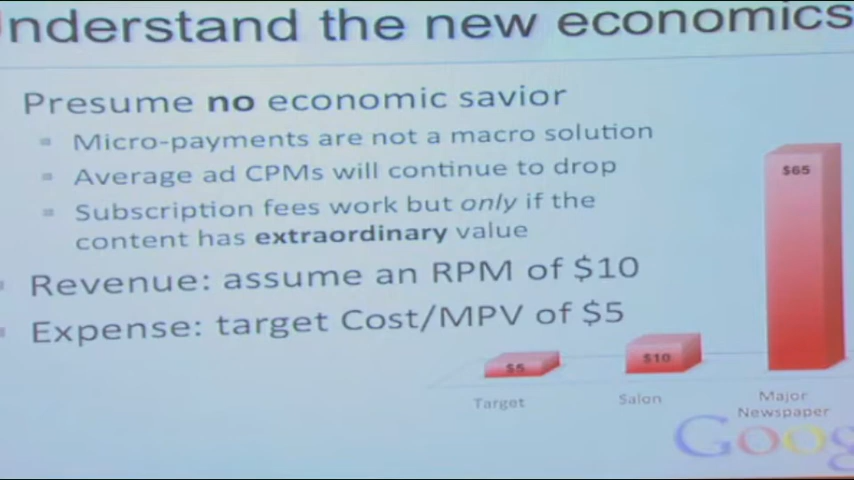 Understand the new economics
Presume no economic savior
Micro-payments are not a macro solution
Average ad CPMs will continue to drop
Subscription fees work but only if the
content has extraordinary value
Revenue: assume an RPM of $10
Expense: target Cost/MPV of $5
$65
$5
$10
Target
Salon
Major
Newspaper
Goog